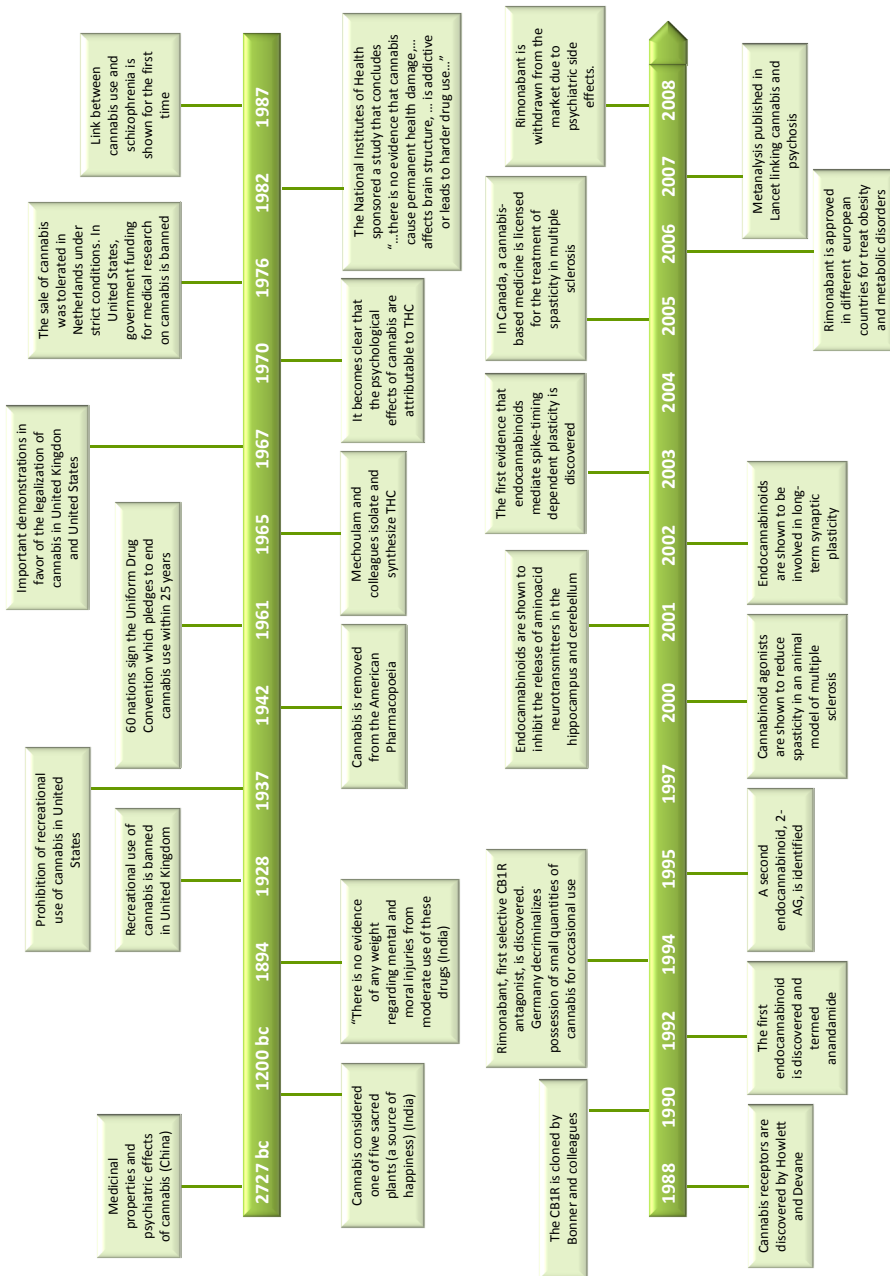 Medicinal
properties and
psychiatric effects
of cannabis (China)
Recreational use of
cannabis is banned
in United Kingdom
Prohibition of recreational
use of cannabis in United
States
60 nations sign the Uniform Drug
Convention which pledges to end
cannabis use within 25 years
Important demonstrations in
favor of the legalization of
cannabis in United Kingdon
and United States
The sale of cannabis
was tolerated in
Netherlands under
strict conditions. In
United States,
government funding
for medical research
on cannabis is banned
Link between
cannabis use and
schizophrenia is
shown for the first
time
2727 bc 1200 bc 1894 1928 1937 1942 1961 1965 1967 1970 1976 1982 1987
Cannabis considered
one of five sacred
plants (a source of
happiness) (India)
“There is no evidence
of any weight
regarding mental and
moral injuries from
moderate use of these
drugs (India)
Cannabis is removed
from the American
Pharmacopoeia
Mechoulam and
colleagues isolate and
synthesize THC
It becomes clear that
the psychological
effects of cannabis are
attributable to THC
The National Institutes of Health
sponsored a study that concludes
“...there is no evidence that cannabis
cause permanent health damage,...
affects brain structure, ... is addictive
or leads to harder drug use...”
The CB1R is cloned by
Bonner and colleagues
Rimonabant, first selective CB1R
antagonist, is discovered.
Germany decriminalizes
possession of small quantities of
cannabis for occasional use
Endocannabinoids are shown to
inhibit the release of aminoacid
neurotransmitters in the
hippocampus and cerebellum
The first evidence that
endocannabinoids
mediate spike-timing
dependent plasticity is
discovered
In Canada, a cannabis-
based medicine is licensed
for the treatment of
spasticity in multiple
sclerosis
Rimonabant is
withdrawn from the
market due to
psychiatric side
effects.
1988 1990 1992 1994 1995 1997 2000 2001 2002 2003 2004 2005 2006 2007 2008
Cannabis receptors are
discovered by Howlett
and Devane
The first
endocannabinoid
is discovered and
termed
anandamide
A second
endocannabinoid, 2-
AG, is identified
Cannabinoid agonists
are shown to reduce
spasticity in an animal
model of multiple
sclerosis
Endocannabinoids
are shown to be
involved in long-
term synaptic
plasticity
Rimonabant is approved
in different european
countries for treat obesity
and metabolic disorders
Metanalysis published in
Lancet linking cannabis and
psychosis